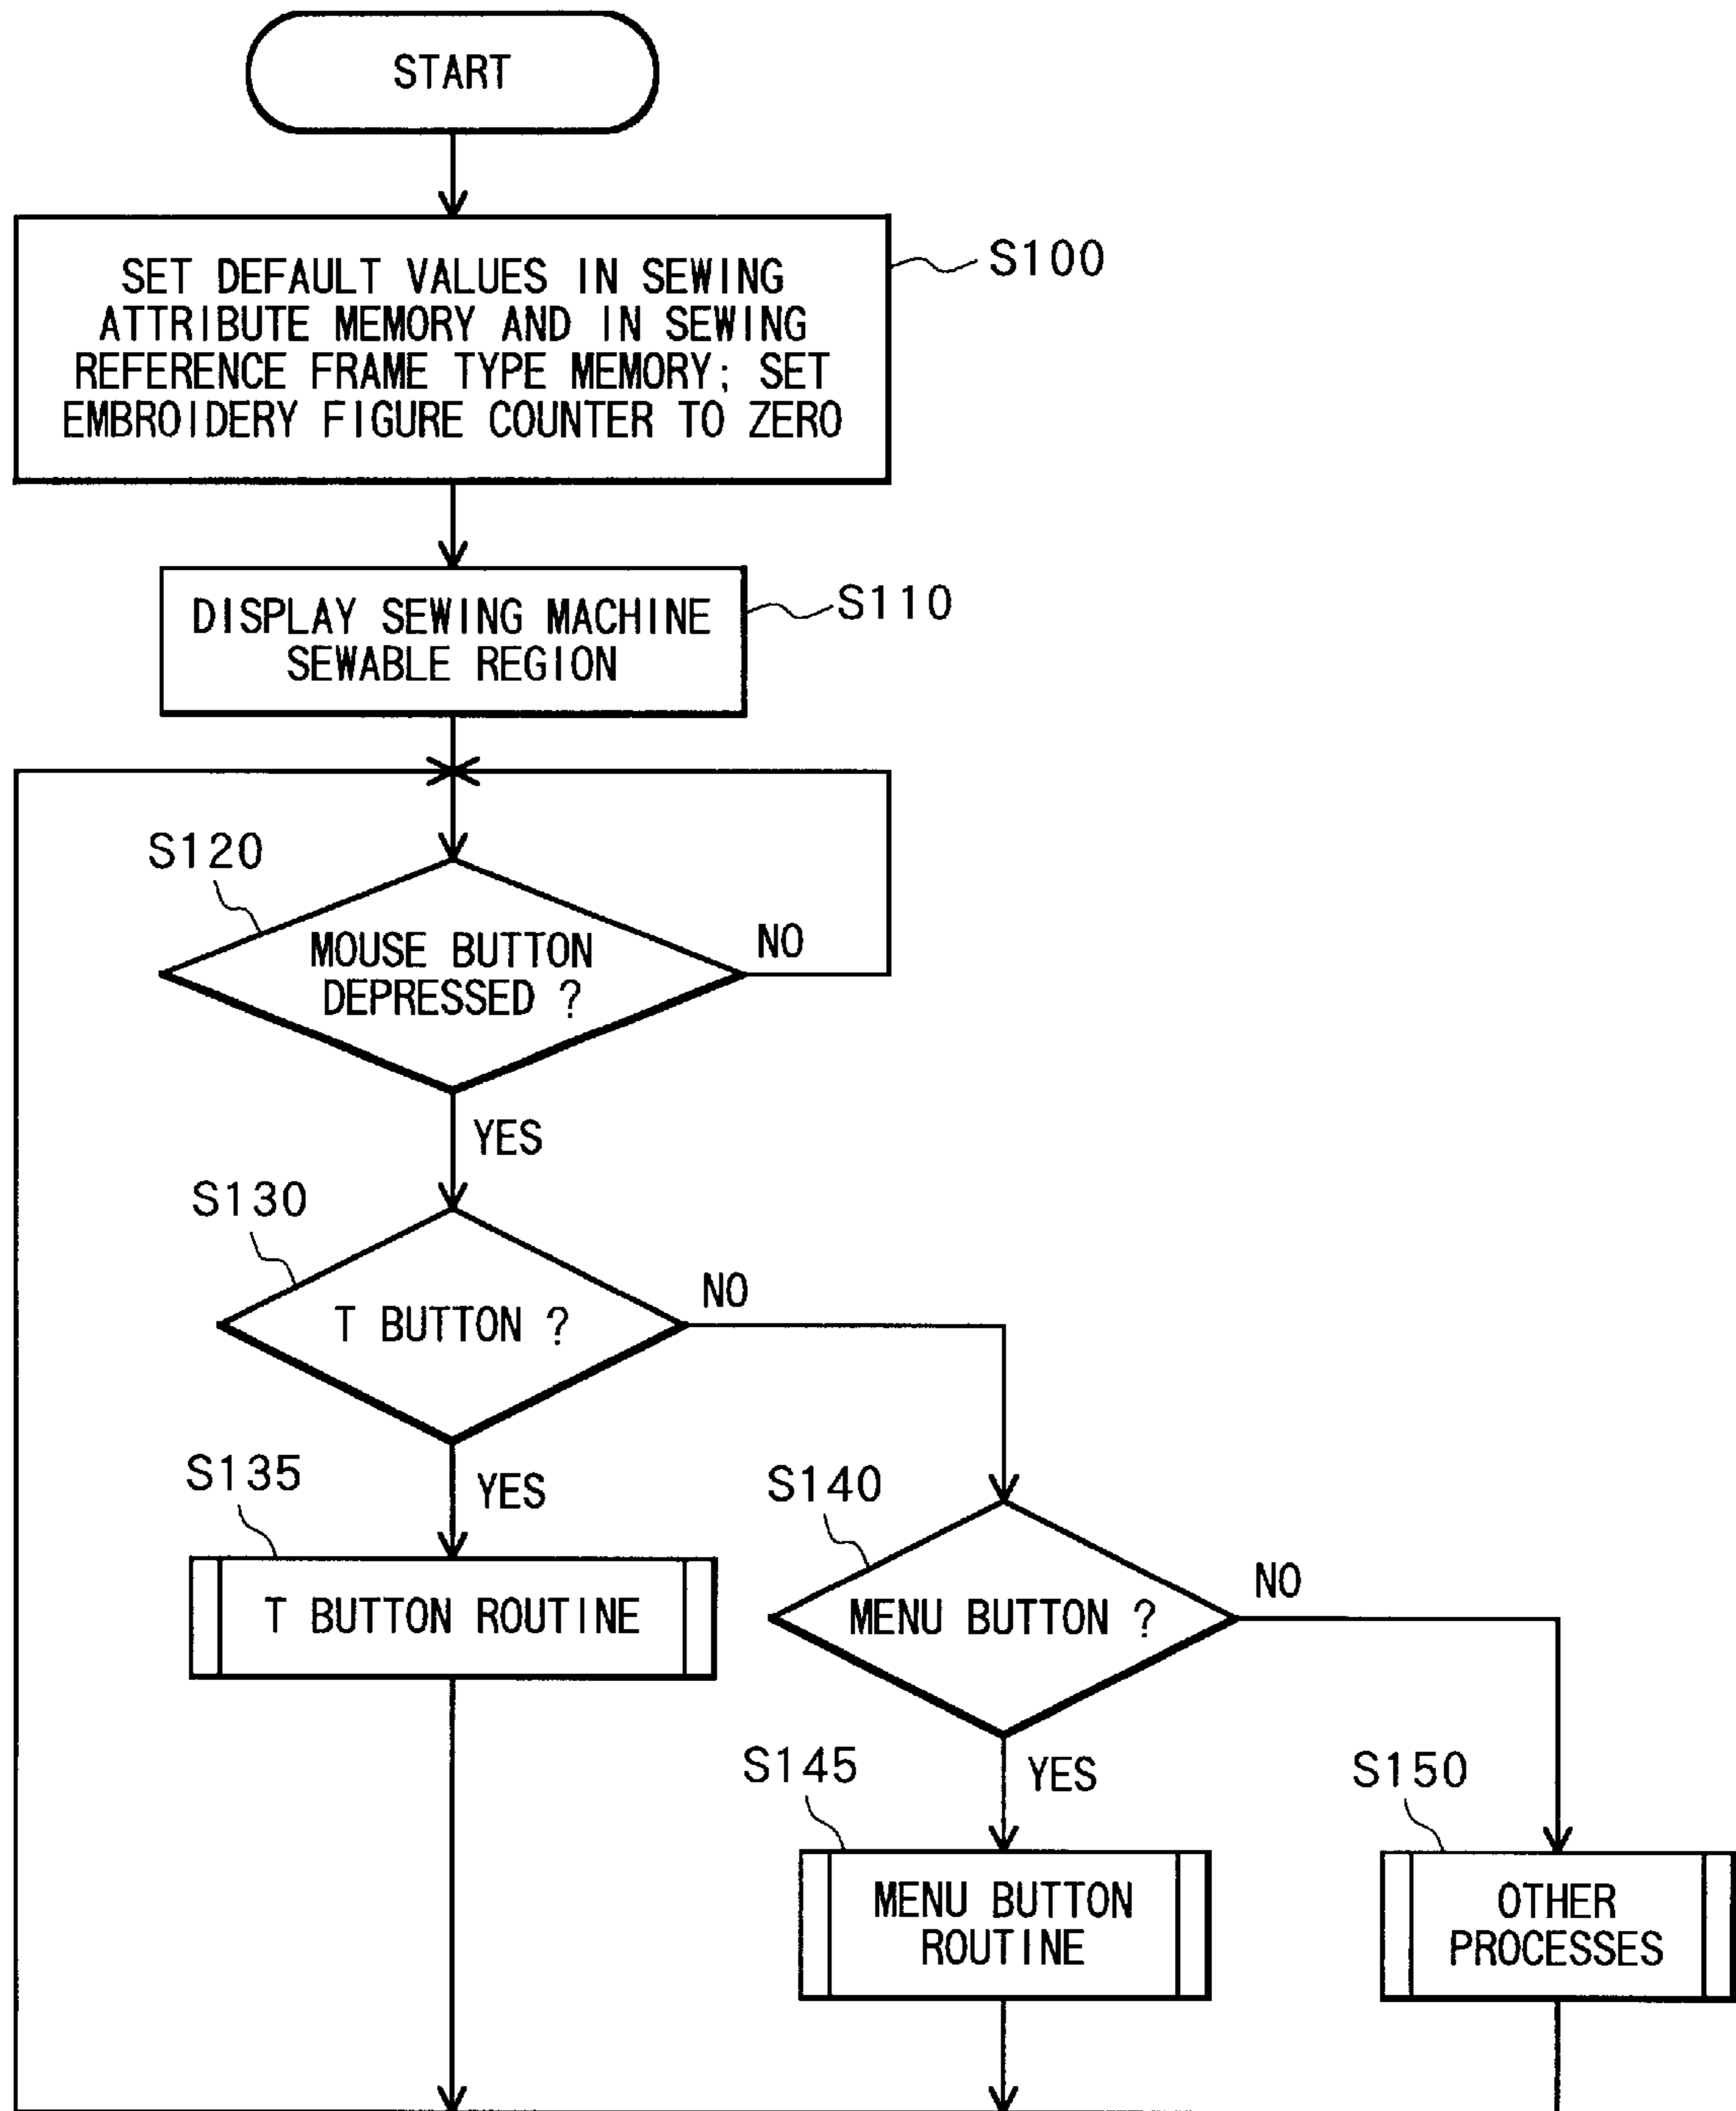 START
SET DEFAULT VALUES IN SEWING
ATTRIBUTE MEMORY AND IN SEWING
REFERENCE FRAME TYPE MEMORY; SET
EMBROIDERY FIGURE COUNTER TO ZERO
S100
DISPLAY SEWING MACHINE
SEWABLE REGION
S110
S120
MOUSE BUTTON
DEPRESSED ?
NO
YES
S130
T BUTTON ?
NO
YES
S135
T BUTTON ROUTINE
S140
MENU BUTTON ?
NO
YES
S145
MENU BUTTON
ROUTINE
S150
OTHER
PROCESSES